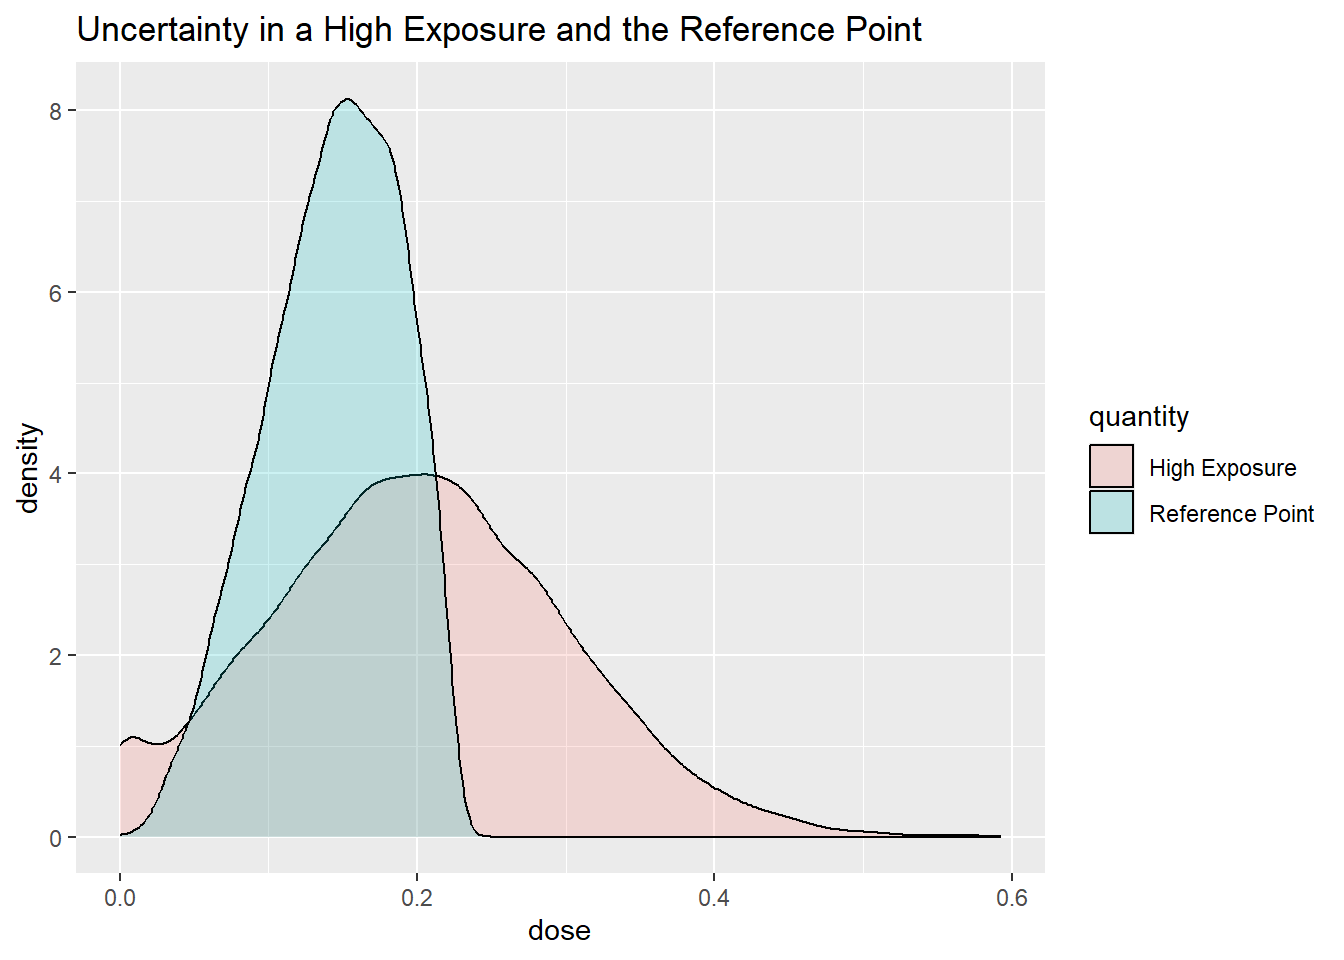 Uncertainty in a High Exposure and the Reference Point
8
6
4
2
0
density
0.0
0.2
0.4
0.6
dose
quantity
High Exposure
Reference Point